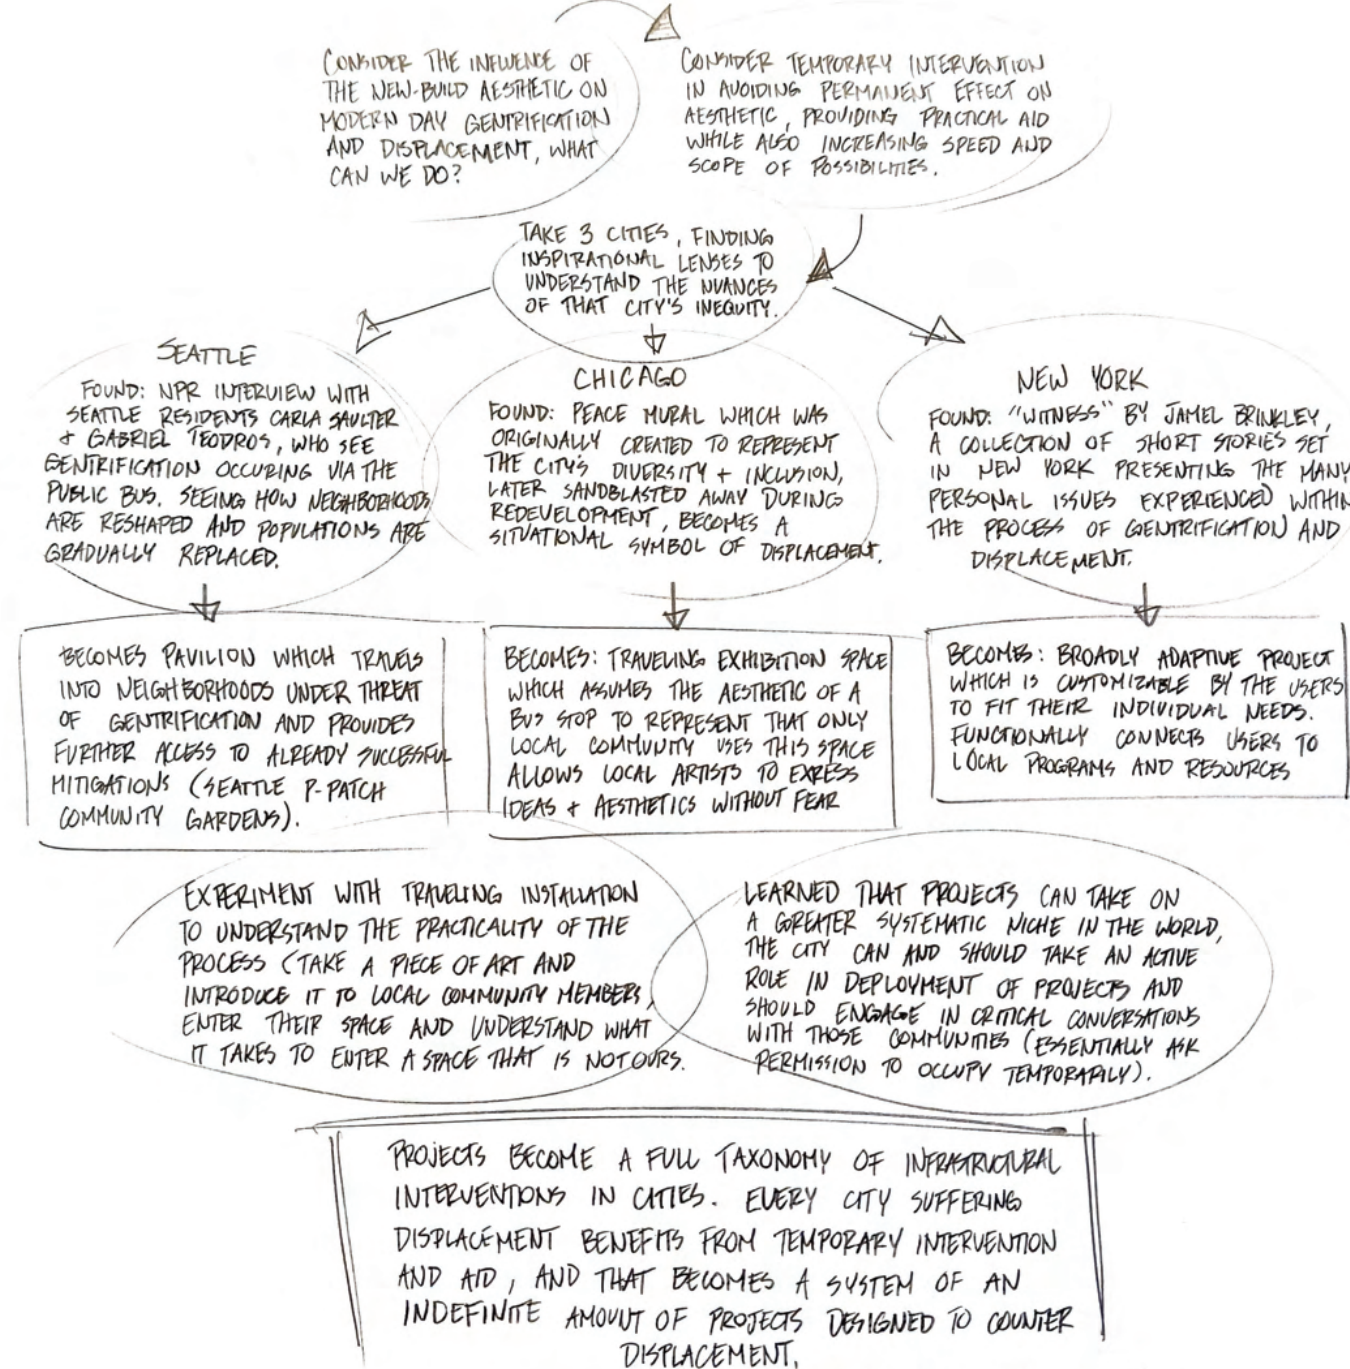 CONSIDER THE INFLUENCE OF
THE NEW-BUILD AESTHETIC ON
MODERN DAY GENTRIFICATION
AND DISPLACEMENT, WHAT
CAN WE DO?
CONSIDER TEMPORARY INTERVENTION
IN AVOIDING PERMANENT EFFECT ON
AESTHETIC, PROVIDING PRACTICAL AID
WHILE ALSO INCREASING SPEED AND
SCOPE OF POSSIBILITIES.
TAKE 3 CITIES, FINDING
INSPIRATIONAL LENSES TO
UNDERSTAND THE NUANCES
OF THAT CITY'S INEQUITY.
SEATTLE
FOUND: NPR INTERVIEW WITH
SEATTLE RESIDENTS CARLA SAULTER
+ GABRIEL TEODROS, WHO SEE
GENTRIFICATION OCCURING VIA THE
PUBLIC BUS. SEEING HOW NEIGHBORHOODS
ARE RESHAPED AND POPULATIONS ARE
GRADUALLY REPLACED.
CHICAGO
FOUND: PEACE MURAL WHICH WAS
ORIGINALLY CREATED TO REPRESENT
THE CITY'S DIVERSITY + INCLUSION,
LATER SANDBLASTED AWAY DURING
REDEVELOPMENT, BECOMES A
SITUATIONAL SYMBOL OF DISPLACEMENT.
NEW YORK
FOUND: "WITNESS" BY JAMEL BRINKLEY,
A COLLECTION OF SHORT STORIES SET
IN NEW YORK PRESENTING THE MANY
PERSONAL ISSUES EXPERIENCED WITHIN
THE PROCESS OF GENTRIFICATION AND
DISPLACEMENT.
BECOMES PAVILION WHICH TRAVELS
INTO NEIGHBORHOODS UNDER THREAT
OF GENTRIFICATION AND PROVIDES
FURTHER ACCESS TO ALREADY SUCCESSFUL
MITIGATIONS (SEATTLE P-PATCH
COMMUNITY GARDENS).
BECOMES: TRAVELING EXHIBITION SPACE
WHICH ASSUMES THE AESTHETIC OF A
BUS STOP TO REPRESENT THAT ONLY
LOCAL COMMUNITY USES THIS SPACE
ALLOWS LOCAL ARTISTS TO EXRESS
IDEAS + AESTHETICS WITHOUT FEAR
BECOMES: BROADLY ADAPTIVE PROJECT
WHICH IS CUSTOMIZABLE BY THE USERS
TO FIT THEIR INDIVIDUAL NEEDS.
FUNCTIONALLY CONNECTS USERS TO
LOCAL PROGRAMS AND RESOURCES
EXPERIMENT WITH TRAVELING INSTALLATION
TO UNDERSTAND THE PRACTICALITY OF THE
PROCESS (TAKE A PIECE OF ART AND
INTRODUCE IT TO LOCAL COMMUNITY MEMBERS,
ENTER THEIR SPACE AND UNDERSTAND WHAT
IT TAKES TO ENTER A SPACE THAT IS NOT OURS.
LEARNED THAT PROJECTS CAN TAKE ON
A GREATER SYSTEMATIC NICHE IN THE WORLD,
THE CITY CAN AND SHOULD TAKE AN ACTIVE
ROLE IN DEPLOYMENT OF PROJECTS AND
SHOULD ENGAGE IN CRITICAL CONVERSATIONS
WITH THOSE COMMUNITIES (ESSENTIALLY ASK
PERMISSION TO OCCUPY TEMPORARILY).
PROJECTS BECOME A FULL TAXONOMY OF INFRASTRUCTURAL
INTERVENTIONS IN CITIES. EVERY CITY SUFFERING
DISPLACEMENT BENEFITS FROM TEMPORARY INTERVENTION
AND AID, AND THAT BECOMES A SYSTEM OF AN
INDEFINITE AMOUNT OF PROJECTS DESIGNED TO COUNTER
DISPLACEMENT.